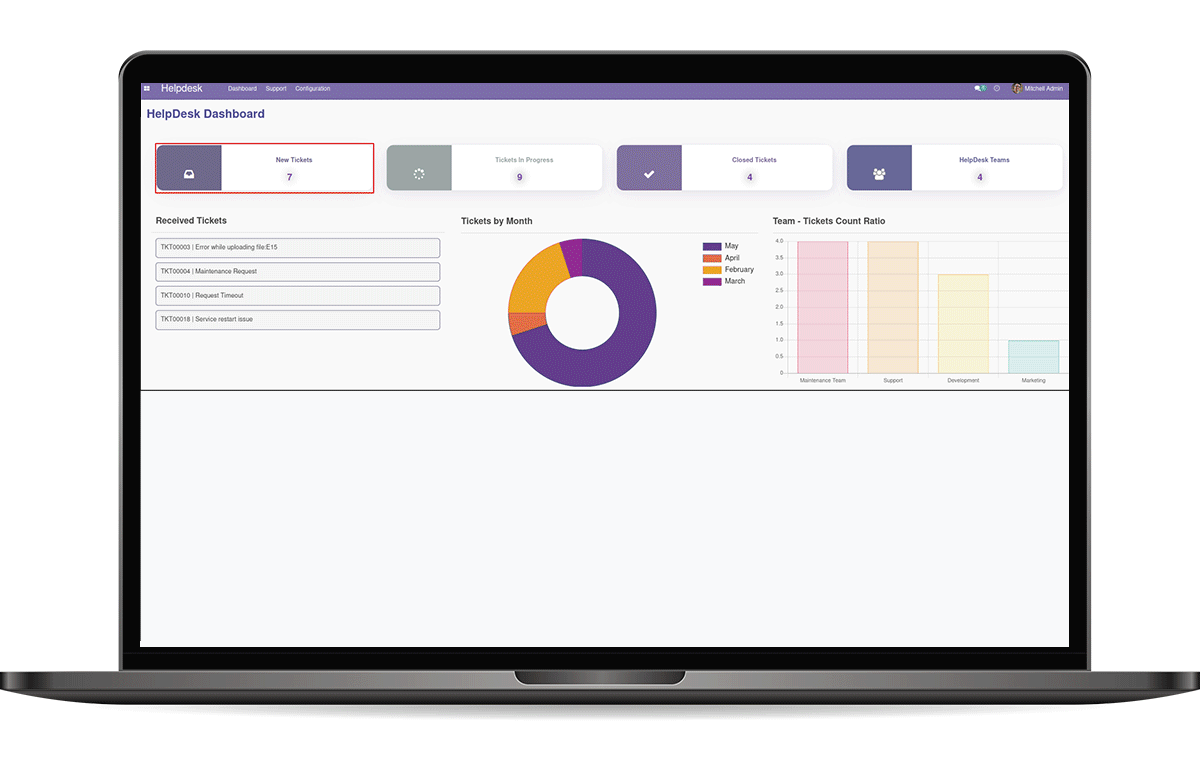 Helpdesk Dashboard Support Configuration Mitchell Admin
HelpDesk Dashboard
New Tickets
7
Tickets In Progress
9
Closed Tickets
4
HelpDesk Teams
4
Received Tickets
TKT00003 | Error while uploading file:E15
TKT00004 | Maintenance Request
TKT00010 | Request Timeout
TKT00018 | Service restart issue
Tickets by Month
May
April
February
March
Team - Tickets Count Ratio
4.0
3.5
3.0
2.5
2.0
1.5
1.0
0.5
0
Maintenance Team Support Development Marketing